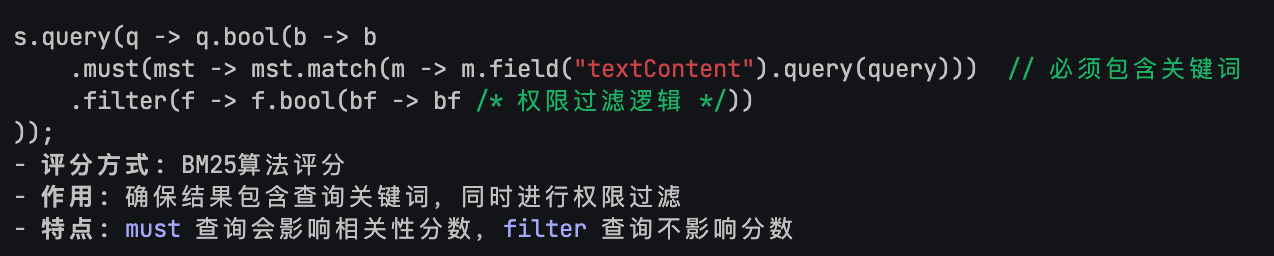 s.query(q -> q.bool(b -> b
    .must(mst -> mst.match(m -> m.field("textContent").query(query)))  // 必须包含关键词
    .filter(f -> f.bool(bf -> bf /* 权限过滤逻辑 */))
));
- 评分方式: BM25算法评分
- 作用: 确保结果包含查询关键词, 同时进行权限过滤
- 特点: must 查询会影响相关性分数, filter 查询不影响分数